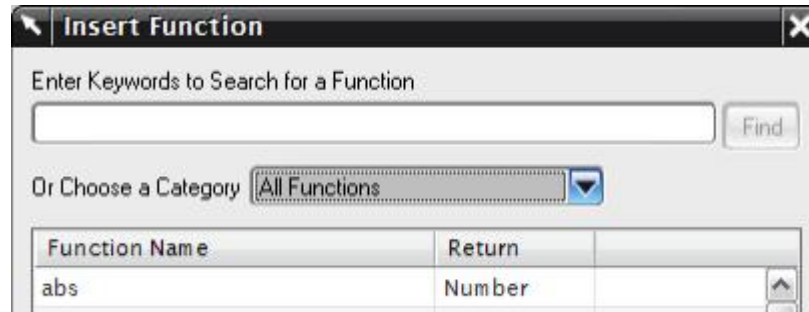 Insert Function
Enter Keywords to Search for a Function
Find
Or Choose a Category All Functions
Function Name Return
abs Number